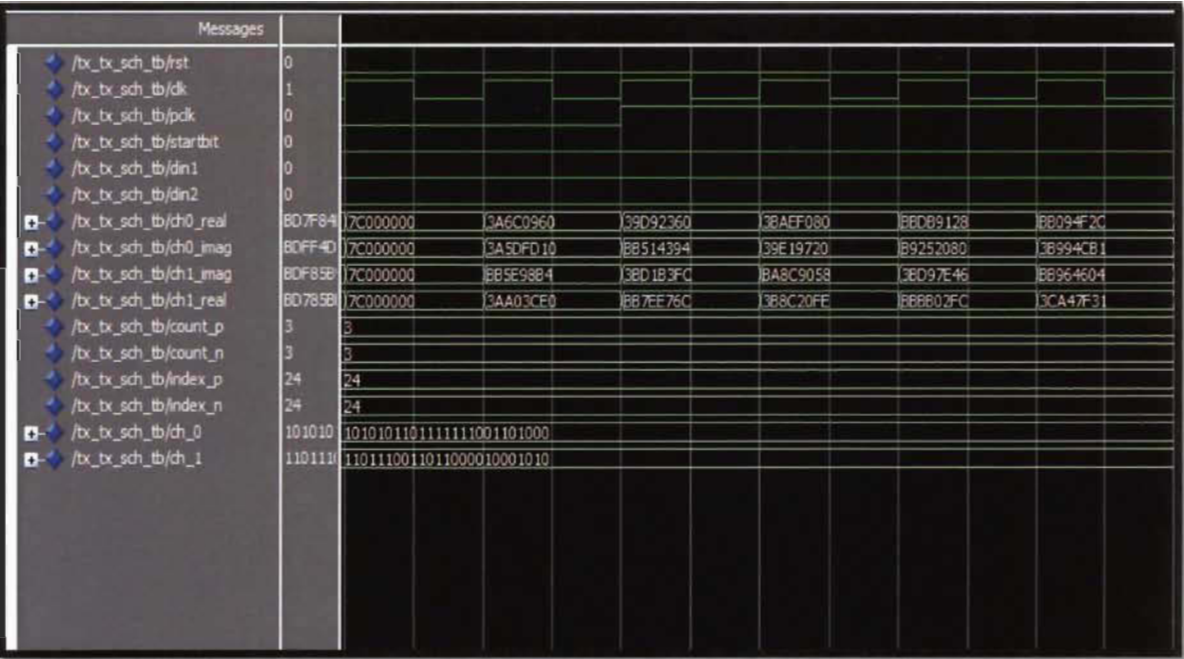 Messages
/tx_tx_sch_tb/rst 0
/tx_tx_sch_tb/clk 1
/tx_tx_sch_tb/pclk 0
/tx_tx_sch_tb/startbit 0
/tx_tx_sch_tb/din1 0
/tx_tx_sch_tb/din2 0
/tx_tx_sch_tb/ch0_real BD7F84 7C000000 3A6C0960 39D92360 3BAEF080 BBDB9128 BB094F2C
/tx_tx_sch_tb/ch0_imag BDFF4D 7C000000 3A5DFD10 BB514394 39E19720 B9252080 3B994CB1
/tx_tx_sch_tb/ch1_imag BDF85B 7C000000 BB5E98B4 3BD1B3FC BA8C9058 3BD97E46 BB964604
/tx_tx_sch_tb/ch1_real BD785B 7C000000 3AA03CE0 BB7EE76C 3B8C20FE BBBB02FC 3CA47F31
/tx_tx_sch_tb/count_p 3 3
/tx_tx_sch_tb/count_n 3 3
/tx_tx_sch_tb/index_p 24 24
/tx_tx_sch_tb/index_n 24 24
/tx_tx_sch_tb/ch_0 101010 101010110111111100110100​0
/tx_tx_sch_tb/ch_1 110111 110111001101100001000101​0